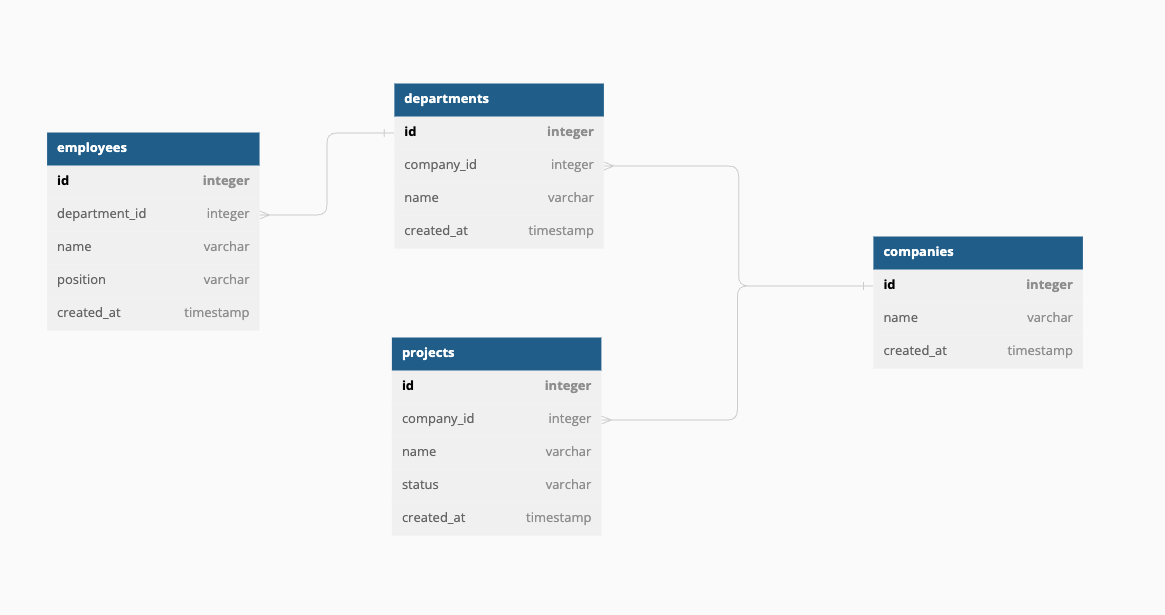 employees
id integer
department_id integer
name varchar
position varchar
created_at timestamp
departments
id integer
company_id integer
name varchar
created_at timestamp
projects
id integer
company_id integer
name varchar
status varchar
created_at timestamp
companies
id integer
name varchar
created_at timestamp